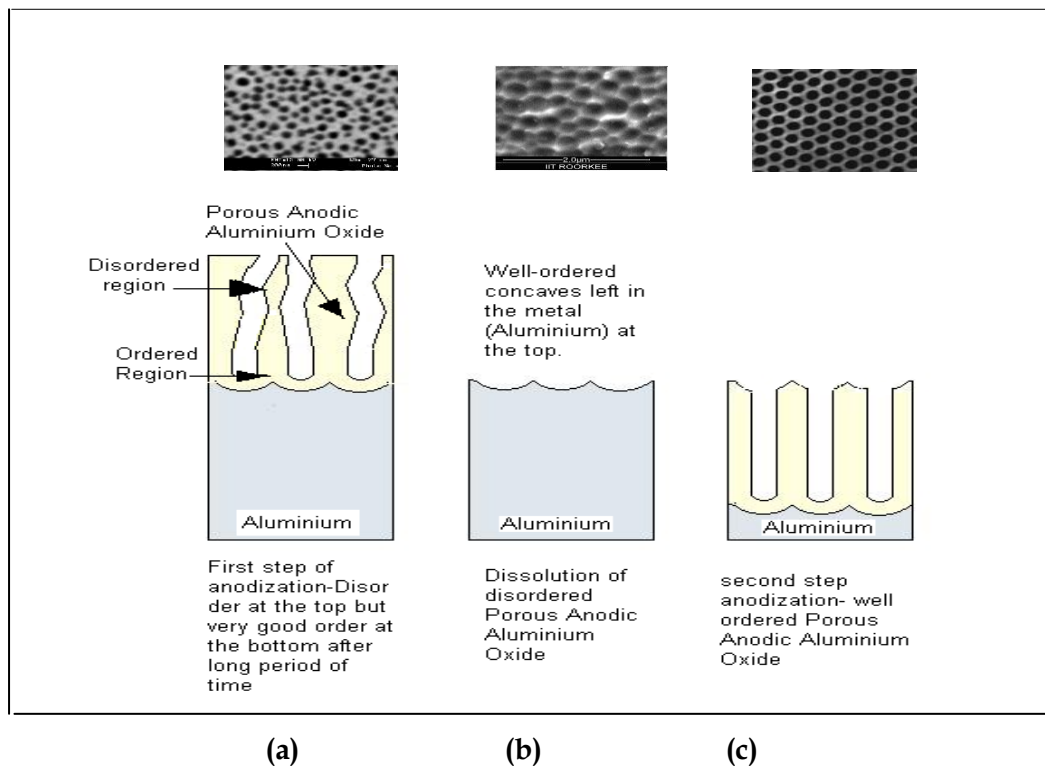 2.0µm
IIT ROORKEE
Porous Anodic
Aluminium Oxide
Disordered
region
Ordered
Region
Aluminium
First step of
anodization-Disor
der at the top but
very good order at
the bottom after
long period of
time
Well-ordered
concaves left in
the metal
(Aluminium) at
the top.
Aluminium
Dissolution of
disordered
Porous Anodic
Aluminium
Oxide
Aluminium
second step
anodization- well
ordered Porous
Anodic Aluminium
Oxide
(a) (b) (c)